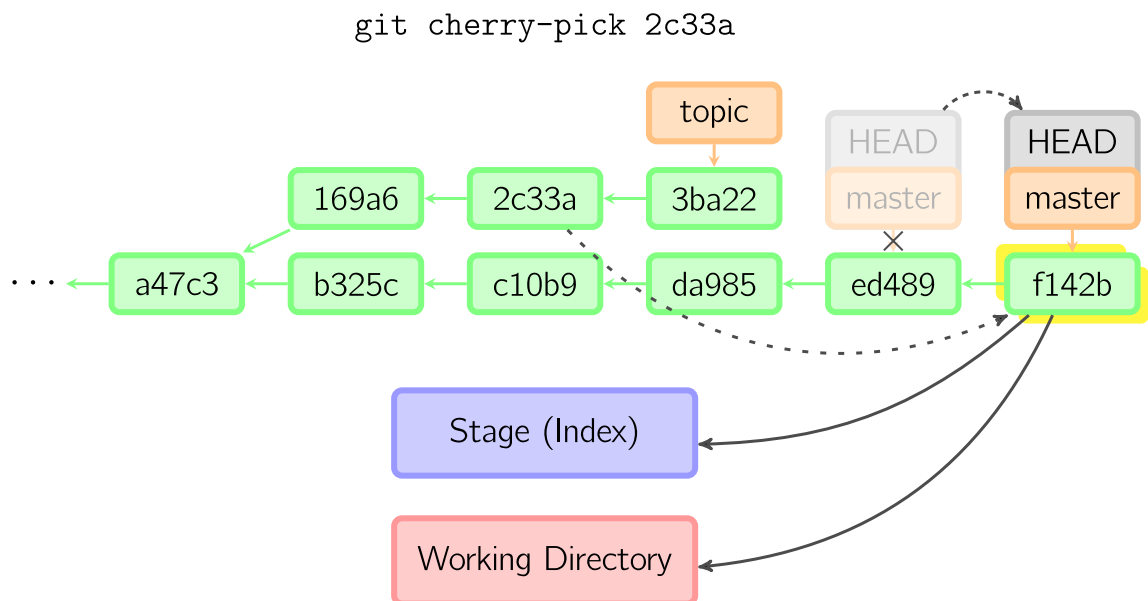 git cherry-pick 2c33a
topic
HEAD
HEAD
169a6
2c33a
3ba22
master
master
...
a47c3
b325c
c10b9
da985
ed489
f142b
Stage (Index)
Working Directory